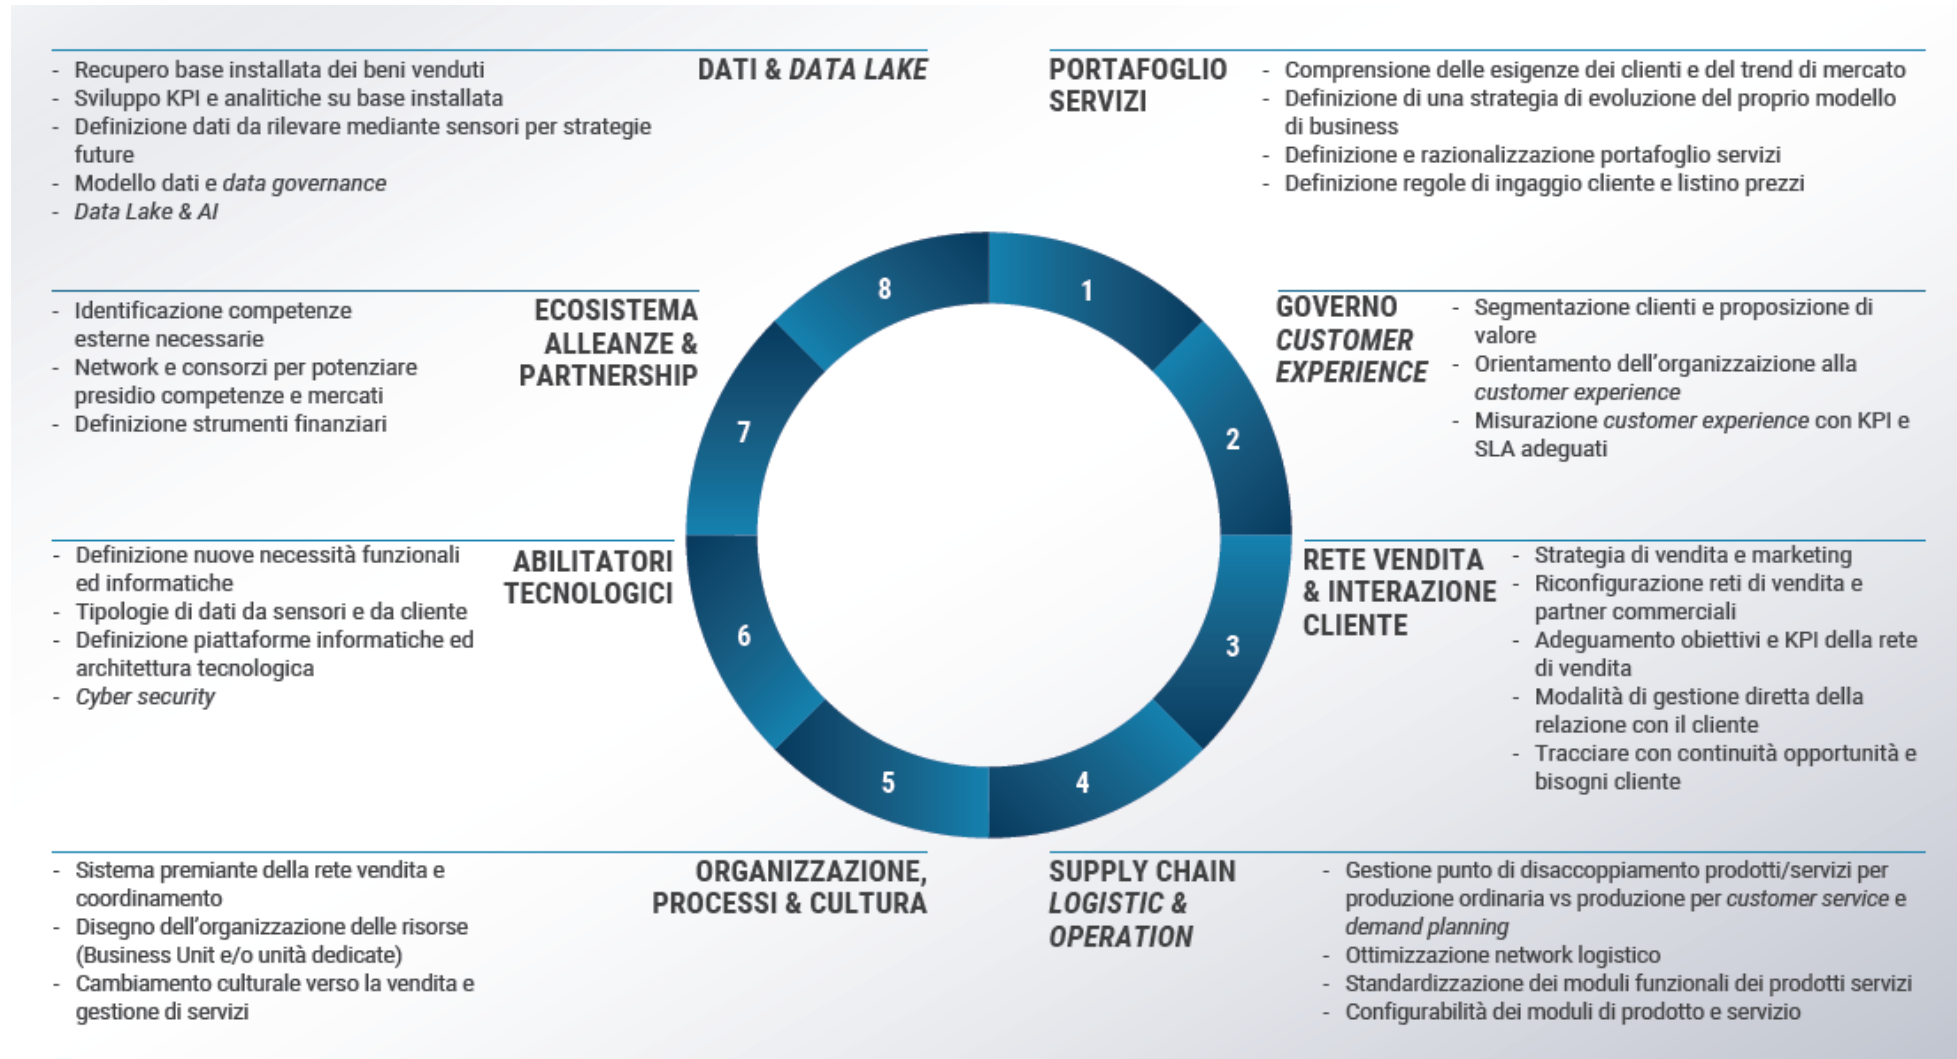 DATI & DATA LAKE
- Recupero base installata dei beni venduti
- Sviluppo KPI e analitiche su base installata
- Definizione dati da rilevare mediante sensori per strategie
future
- Modello dati e data governance
- Data Lake & AI
PORTAFOGLIO
SERVIZI
- Comprensione delle esigenze dei clienti e del trend di mercato
- Definizione di una strategia di evoluzione del proprio modello
di business
- Definizione e razionalizzazione portafoglio servizi
- Definizione regole di ingaggio cliente e listino prezzi
ECOSISTEMA
ALLEANZE &
PARTNERSHIP
- Identificazione competenze
esterne necessarie
- Network e consorzi per potenziare
presidio competenze e mercati
- Definizione strumenti finanziari
8
1
7
2
6
3
5
4
GOVERNO
CUSTOMER
EXPERIENCE
- Segmentazione clienti e proposizione di
valore
- Orientamento dell'organizzaizione alla
customer experience
- Misurazione customer experience con KPI e
SLA adeguati
ABILITATORI
TECNOLOGICI
- Definizione nuove necessità funzionali
ed informatiche
- Tipologie di dati da sensori e da cliente
- Definizione piattaforme informatiche ed
architettura tecnologica
- Cyber security
RETE VENDITA
& INTERAZIONE
CLIENTE
- Strategia di vendita e marketing
- Riconfigurazione reti di vendita e
partner commerciali
- Adeguamento obiettivi e KPI della rete
di vendita
- Modalità di gestione diretta della
relazione con il cliente
- Tracciare con continuità opportunità e
bisogni cliente
ORGANIZZAZIONE,
PROCESSI & CULTURA
- Sistema premiante della rete vendita e
coordinamento
- Disegno dell'organizzazione delle risorse
(Business Unit e/o unità dedicate)
- Cambiamento culturale verso la vendita e
gestione di servizi
SUPPLY CHAIN
LOGISTIC &
OPERATION
- Gestione punto di disaccoppiamento prodotti/servizi per
produzione ordinaria vs produzione per customer service e
demand planning
- Ottimizzazione network logistico
- Standardizzazione dei moduli funzionali dei prodotti servizi
- Configurabilità dei moduli di prodotto e servizio